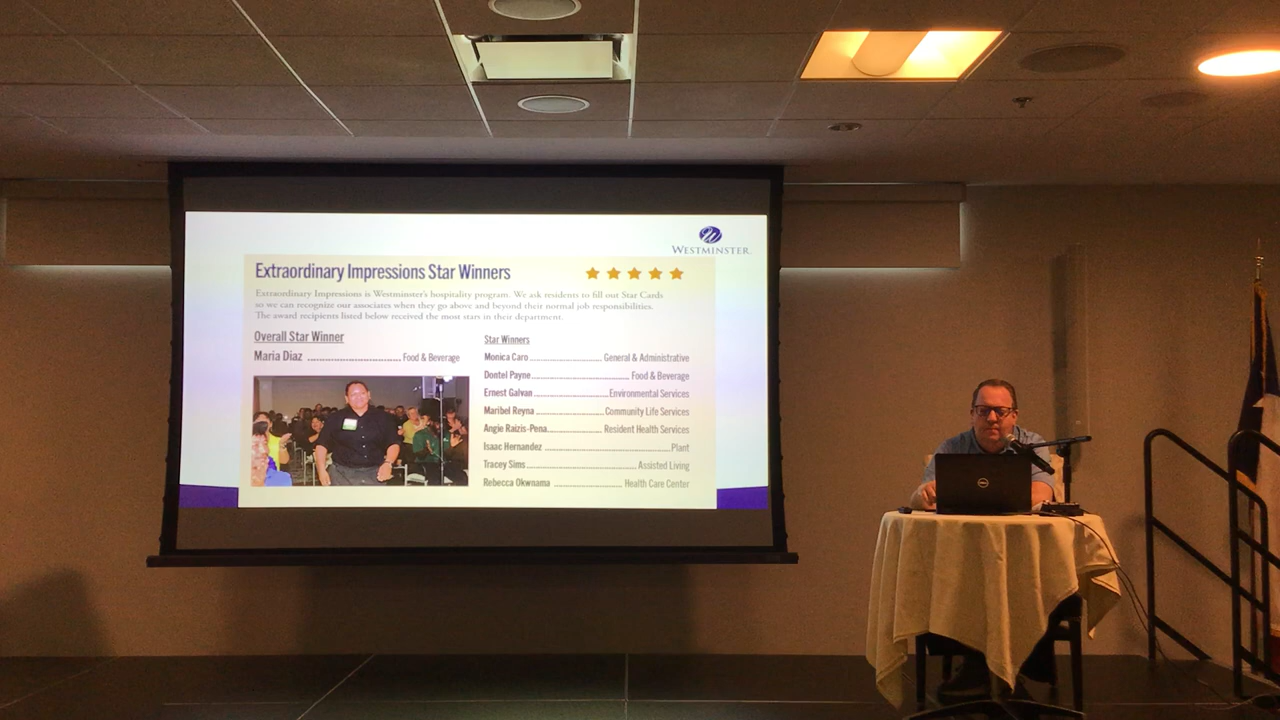 WESTMINSTER
Extraordinary Impressions Star Winners
Extraordinary Impressions is Westminster's hospitality program. We ask residents to fill out Star Cards
so we can recognize our associates when they go above and beyond their normal job responsibilities.
The award recipients listed below received the most stars in their department.
Overall Star Winner
Maria Diaz ........................................ Food & Beverage
Star Winners
Monica Caro ............................... General & Administrative
Dontel Payne.......................................... Food & Beverage
Ernest Galvan ................................Environmental Services
Maribel Reyna .............................Community Life Services
Angie Raizis-Pena....................... Resident Health Services
Isaac Hernandez .....................................................Plant
Tracey Sims.............................................. Assisted Living
Rebecca Okwnama ............................. Health Care Center
DELL